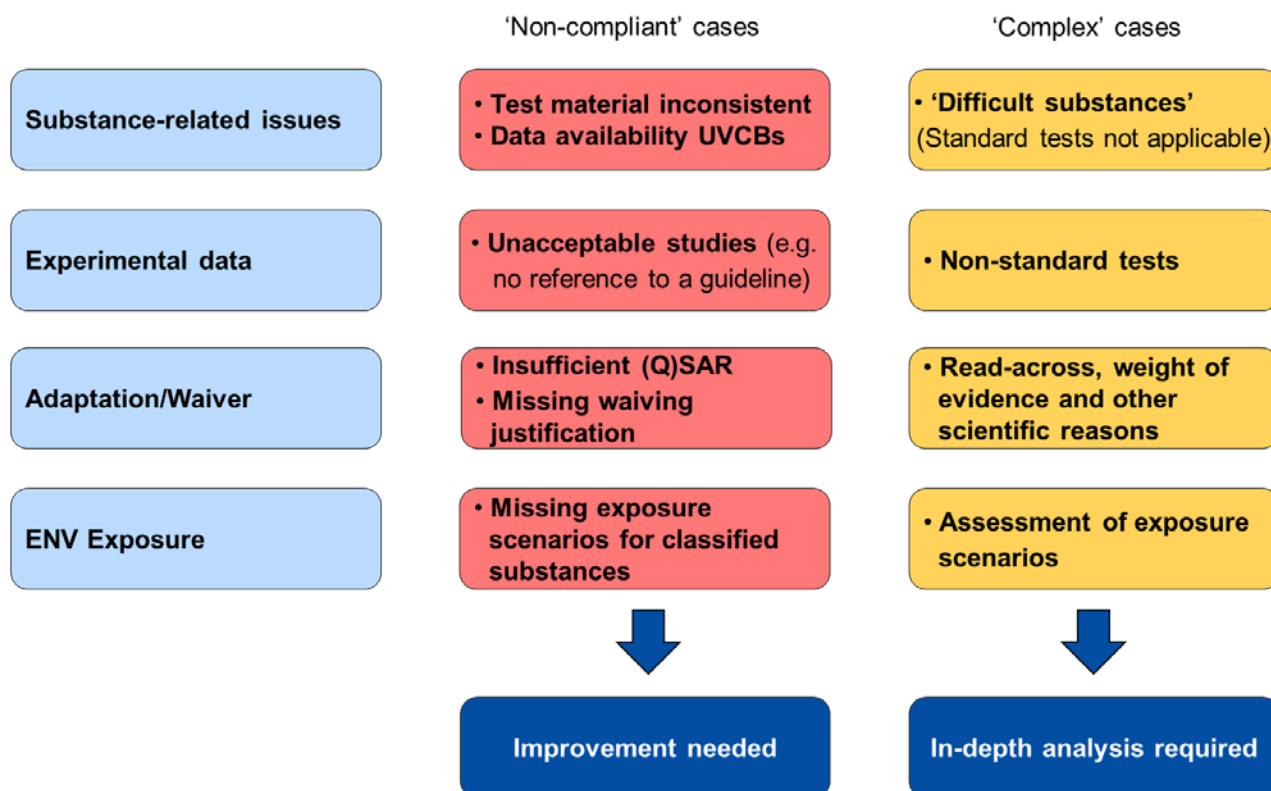 ‘Non-compliant’ cases
‘Complex’ cases
Substance-related issues
• Test material inconsistent
• Data availability UVCBs
• ‘Difficult substances’
(Standard tests not applicable)
Experimental data
• Unacceptable studies (e.g.
no reference to a guideline)
• Non-standard tests
Adaptation/Waiver
• Insufficient (Q)SAR
• Missing waiving
justification
• Read-across, weight of
evidence and other
scientific reasons
ENV Exposure
• Missing exposure
scenarios for classified
substances
• Assessment of exposure
scenarios
Improvement needed
In-depth analysis required